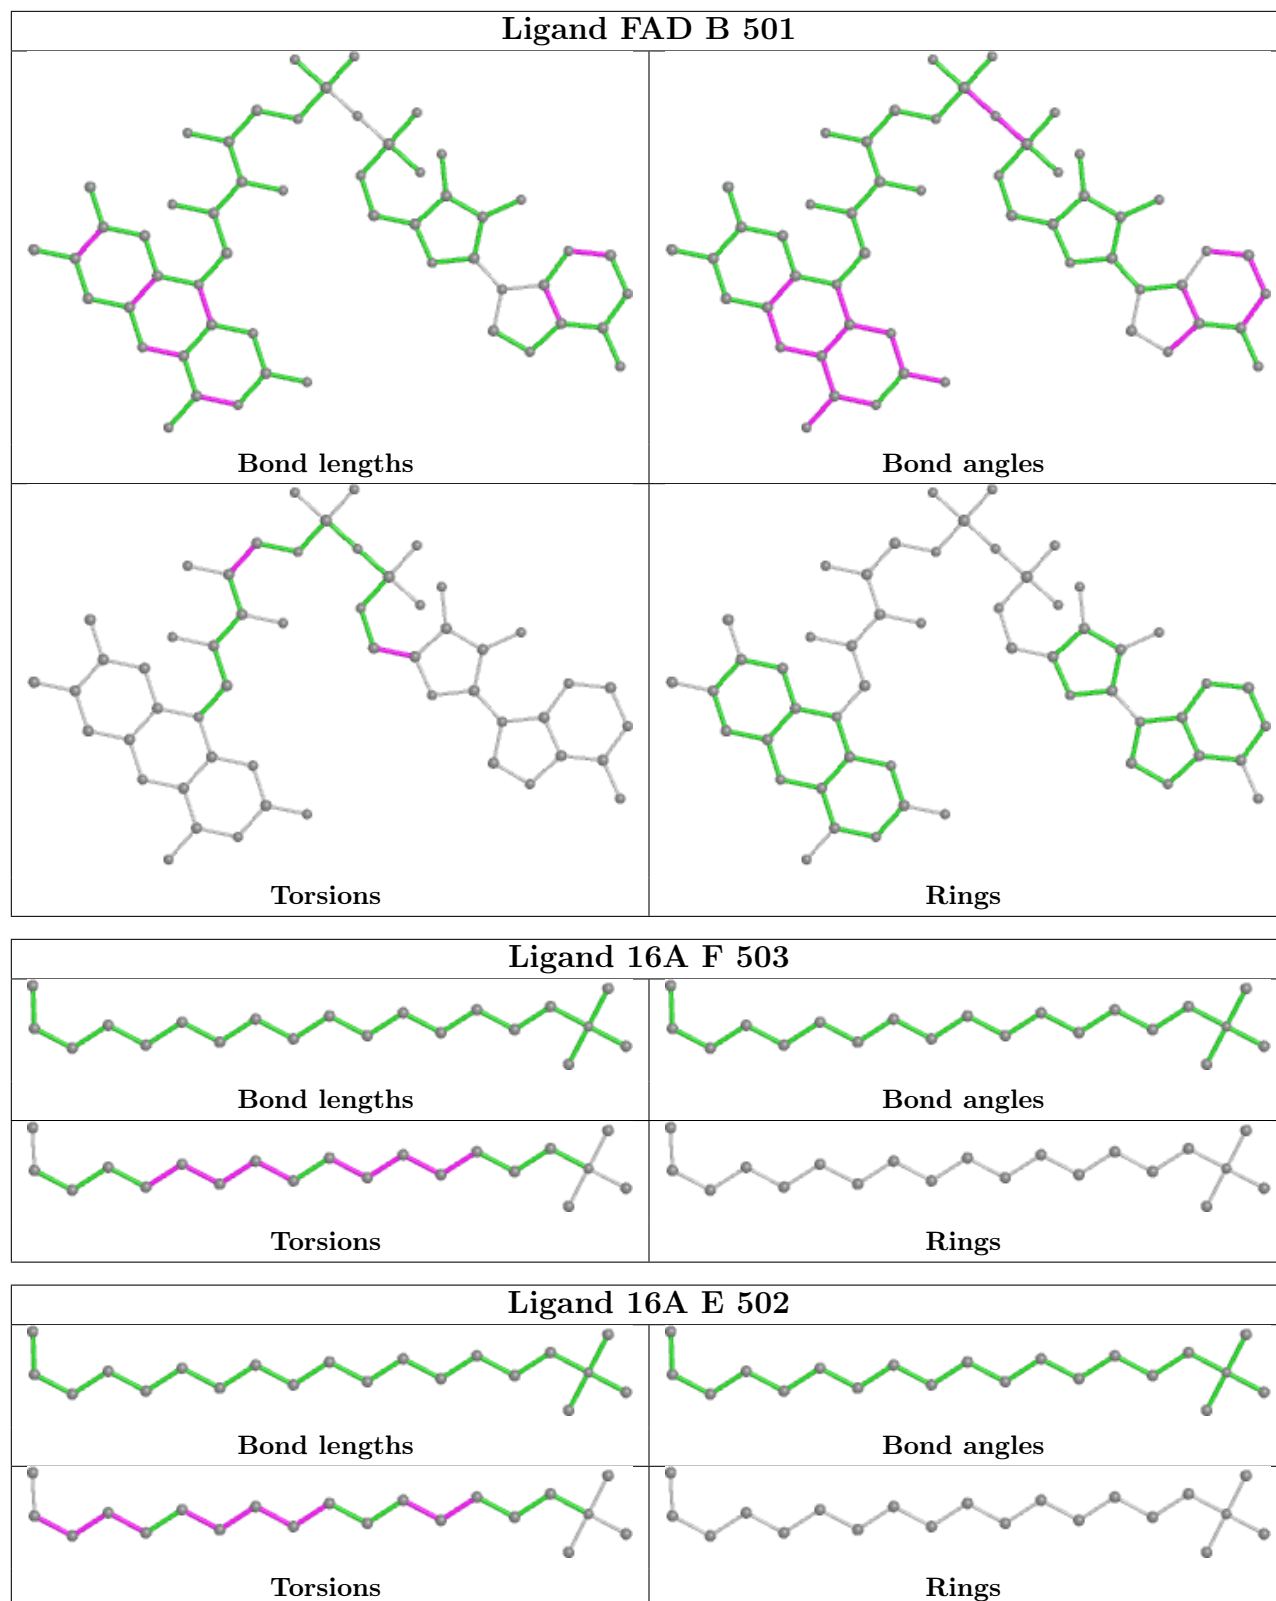 Ligand FAD B 501
Bond lengths
Bond angles
Torsions
Rings
Ligand 16A F 503
Bond lengths
Bond angles
Torsions
Rings
Ligand 16A E 502
Bond lengths
Bond angles
Torsions
Rings